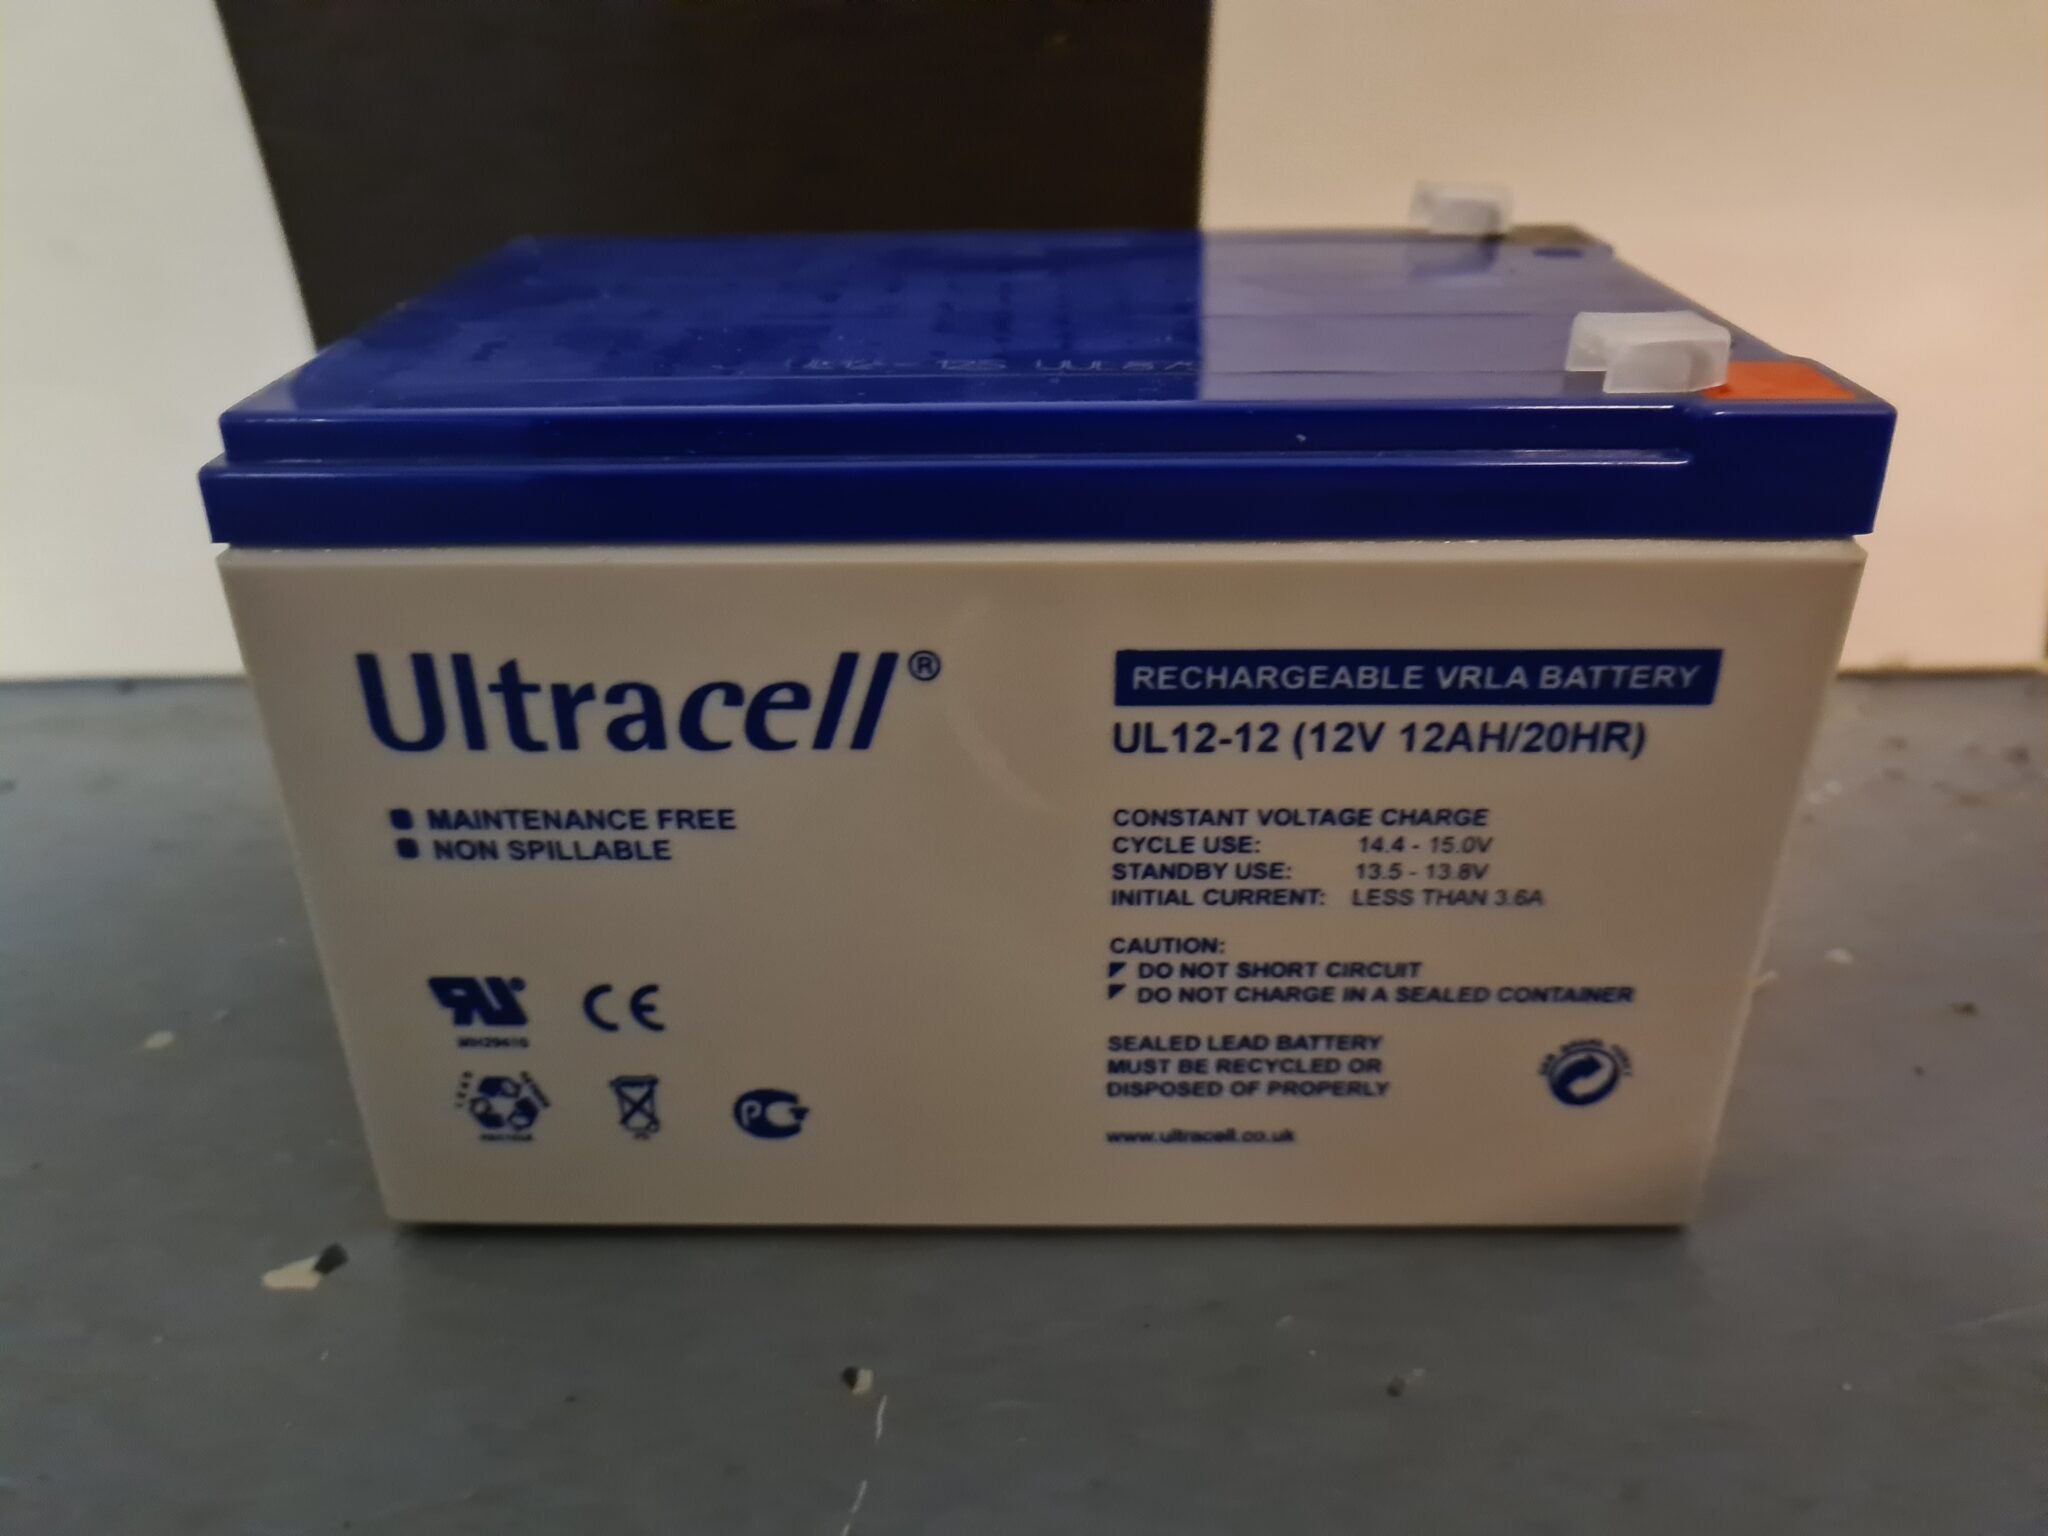 Ultracell®
MAINTENANCE FREE
NON SPILLABLE
CE
RECYCLE
PC
RECHARGEABLE VRLA BATTERY
UL12-12 (12V 12AH/20HR)
CONSTANT VOLTAGE CHARGE
CYCLE USE: 14.4 - 15.0V
STANDBY USE: 13.5 - 13.8V
INITIAL CURRENT: LESS THAN 3.6A
CAUTION:
DO NOT SHORT CIRCUIT
DO NOT CHARGE IN A SEALED CONTAINER
SEALED LEAD BATTERY
MUST BE RECYCLED OR
DISPOSED OF PROPERLY
www.ultracell.co.uk